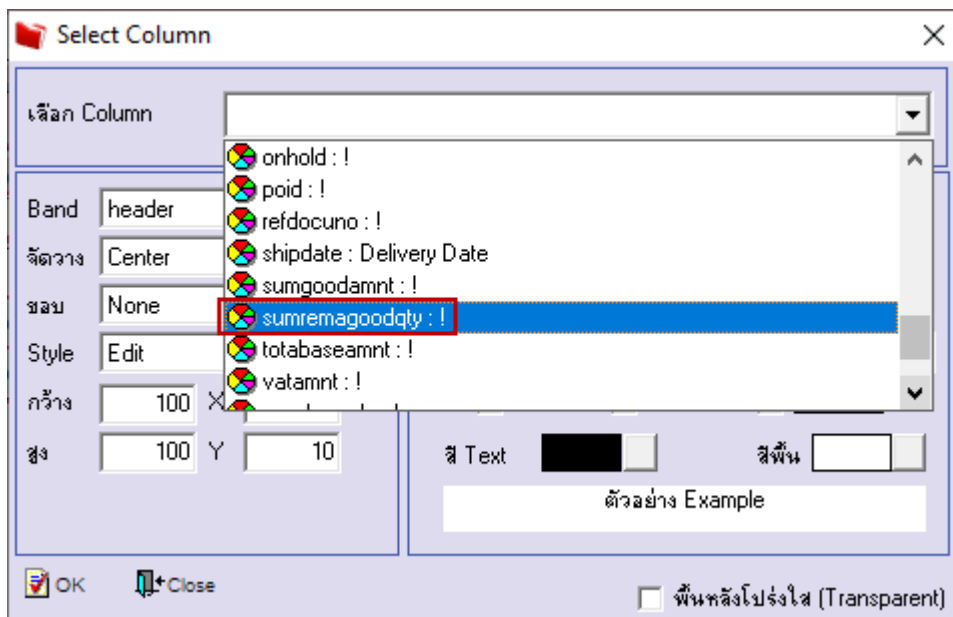 Select Column
เลือก Column
onhold : !
poid : !
refdocuno : !
shipdate : Delivery Date
sumgoodamnt : !
sumremagoodqty : !
totabaseamnt : !
vatamnt : !
Band header
จัดวาง Center
ขอบ None
Style Edit
กว้าง 100 X
สูง 100 Y 10
สี Text สีพื้น
ตัวอย่าง Example
OK Close
พื้นหลังโปร่งใส (Transparent)